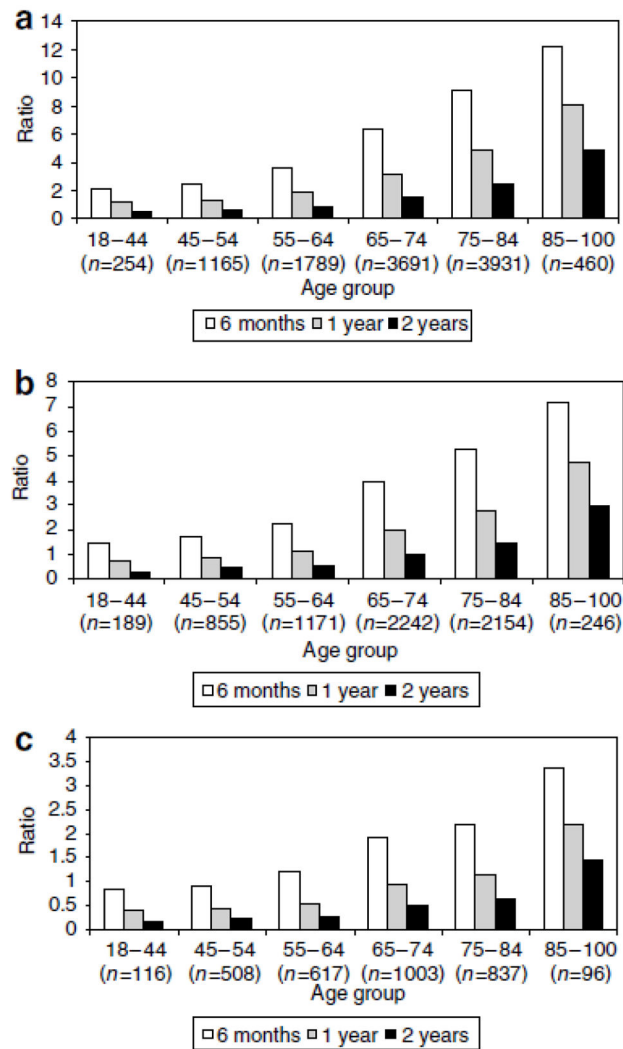 a
14
12
10
8
6
4
2
0
Ratio
18–44 45–54 55–64 65–74 75–84 85–100
(n=254) (n=1165) (n=1789) (n=3691) (n=3931) (n=460)
Age group
6 months 1 year 2 years
b
8
7
6
5
4
3
2
1
0
Ratio
18–44 45–54 55–64 65–74 75–84 85–100
(n=189) (n=855) (n=1171) (n=2242) (n=2154) (n=246)
Age group
6 months 1 year 2 years
c
4
3.5
3
2.5
2
1.5
1
0.5
0
Ratio
18–44 45–54 55–64 65–74 75–84 85–100
(n=116) (n=508) (n=617) (n=1003) (n=837) (n=96)
Age group
6 months 1 year 2 years